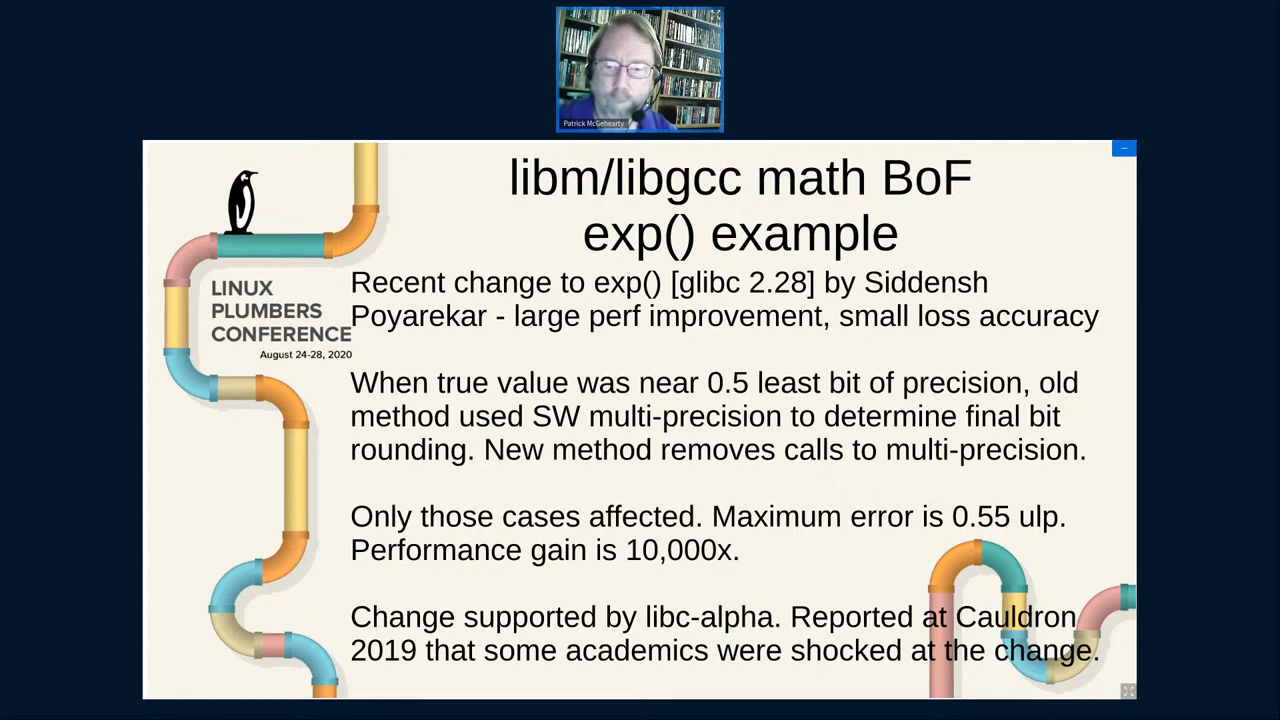 Patrick McGehearty
libm/libgcc math BoF
exp() example
LINUX
PLUMBERS
CONFERENCE
August 24-28, 2020
Recent change to exp() [glibc 2.28] by Siddensh
Poyarekar - large perf improvement, small loss accuracy
When true value was near 0.5 least bit of precision, old
method used SW multi-precision to determine final bit
rounding. New method removes calls to multi-precision.
Only those cases affected. Maximum error is 0.55 ulp.
Performance gain is 10,000x.
Change supported by libc-alpha. Reported at Cauldron
2019 that some academics were shocked at the change.